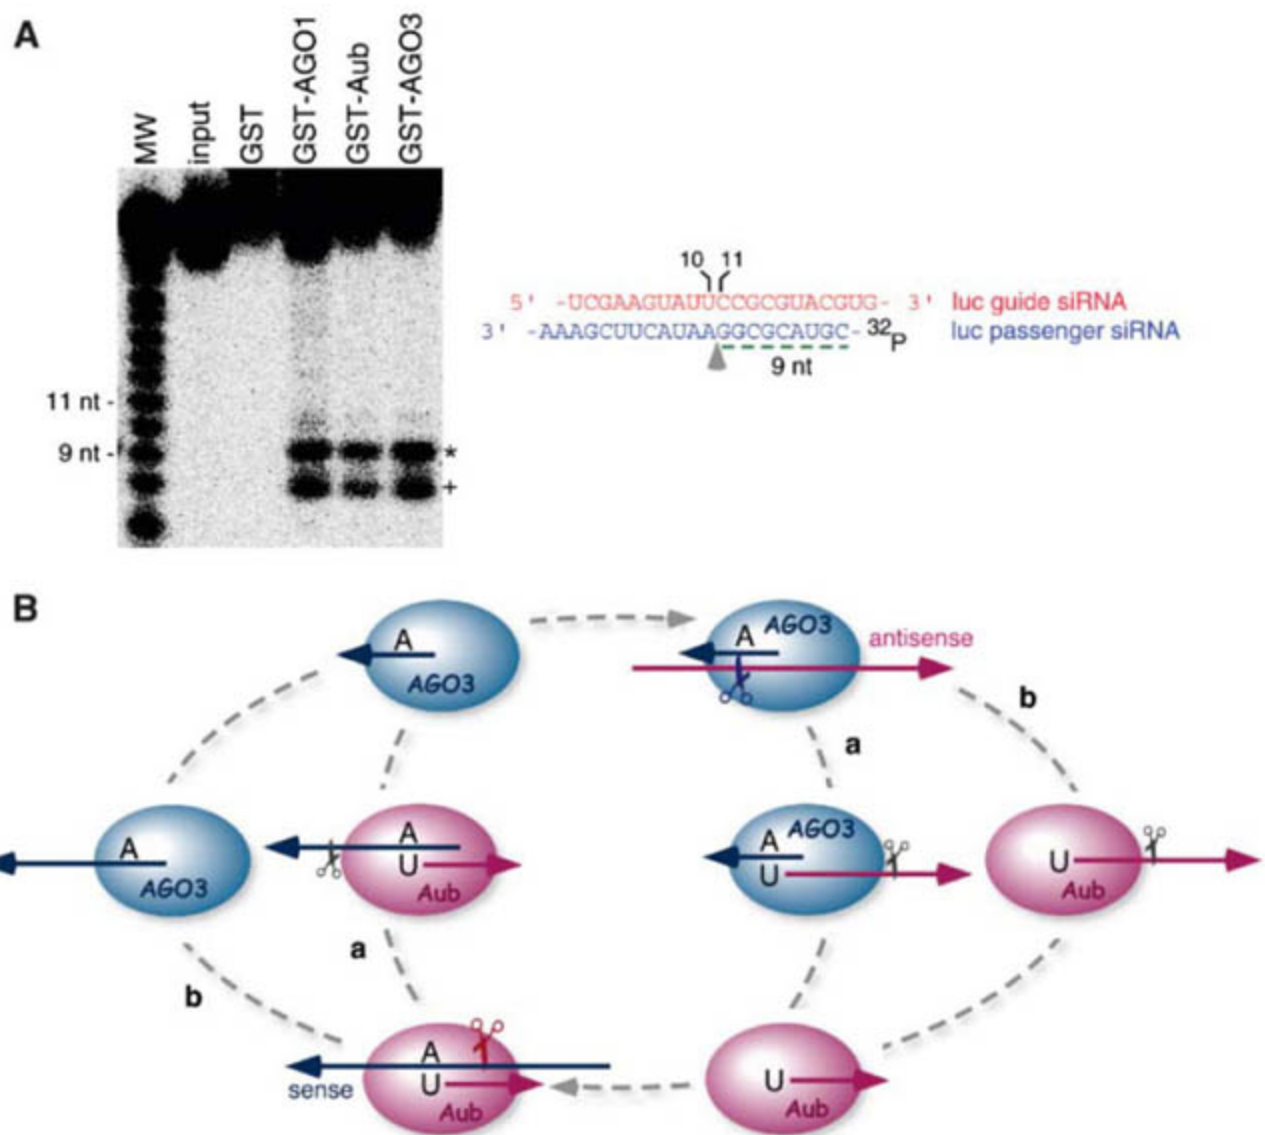 A
MW input GST GST-AGO1 GST-Aub GST-AGO3
11 nt -
9 nt -
*
+
10 11
5' -UCGAAGUAUUCCGCGUACGUG- 3' luc guide siRNA
3' -AAAGCUUCAUAAGGCGCAUGC- 32P luc passenger siRNA
9 nt
B
A
AGO3
A AGO3
antisense
b
a
A
AGO3
A
U
Aub
A AGO3
U
U
Aub
a
b
A
U
Aub
sense
U
Aub